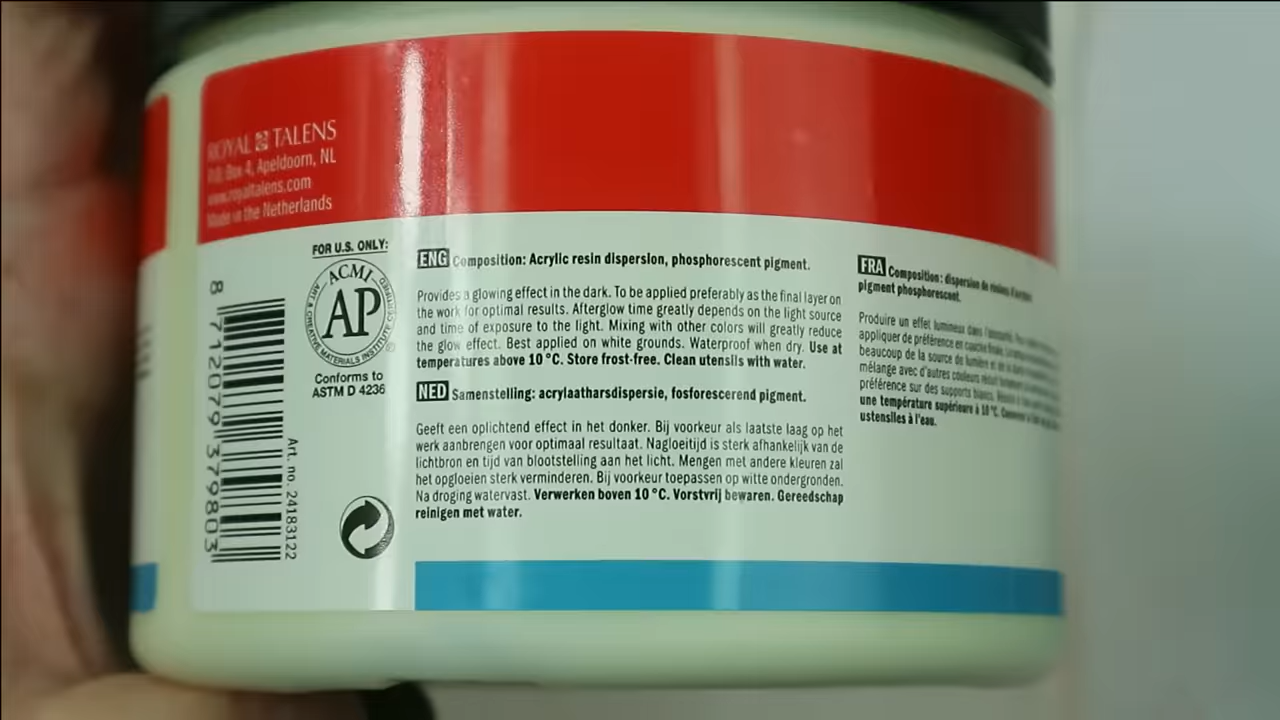 ROYAL TALENS
P.O. Box 4, Apeldoorn, NL
www.royaltalens.com
Made in the Netherlands
FOR U.S. ONLY:
ACMI
AP
ART & CREATIVE MATERIALS INSTITUTE CERTIFIED
Conforms to
ASTM D 4236
8 712079 379803
Art. no. 24183122
ENG Composition: Acrylic resin dispersion, phosphorescent pigment.
Provides a glowing effect in the dark. To be applied preferably as the final layer on
the work for optimal results. Afterglow time greatly depends on the light source
and time of exposure to the light. Mixing with other colors will greatly reduce
the glow effect. Best applied on white grounds. Waterproof when dry. Use at
temperatures above 10 °C. Store frost-free. Clean utensils with water.
NED Samenstelling: acrylaatharsdispersie, fosforescerend pigment.
Geeft een oplichtend effect in het donker. Bij voorkeur als laatste laag op het
werk aanbrengen voor optimaal resultaat. Nagloeitijd is sterk afhankelijk van de
lichtbron en tijd van blootstelling aan het licht. Mengen met andere kleuren zal
het opgloeien sterk verminderen. Bij voorkeur toepassen op witte ondergronden.
Na droging watervast. Verwerken boven 10 °C. Vorstvrij bewaren. Gereedschap
reinigen met water.
FRA Composition: dispersion de résines
pigment phosphorescent.
Produire un effet lumineux dans
appliquer de préférence en couche finale.
beaucoup de la source de lumière et de
mélange avec d'autres couleurs réduit
préférence sur des supports blancs.
une température supérieure à 10 °C.
ustensiles à l'eau.